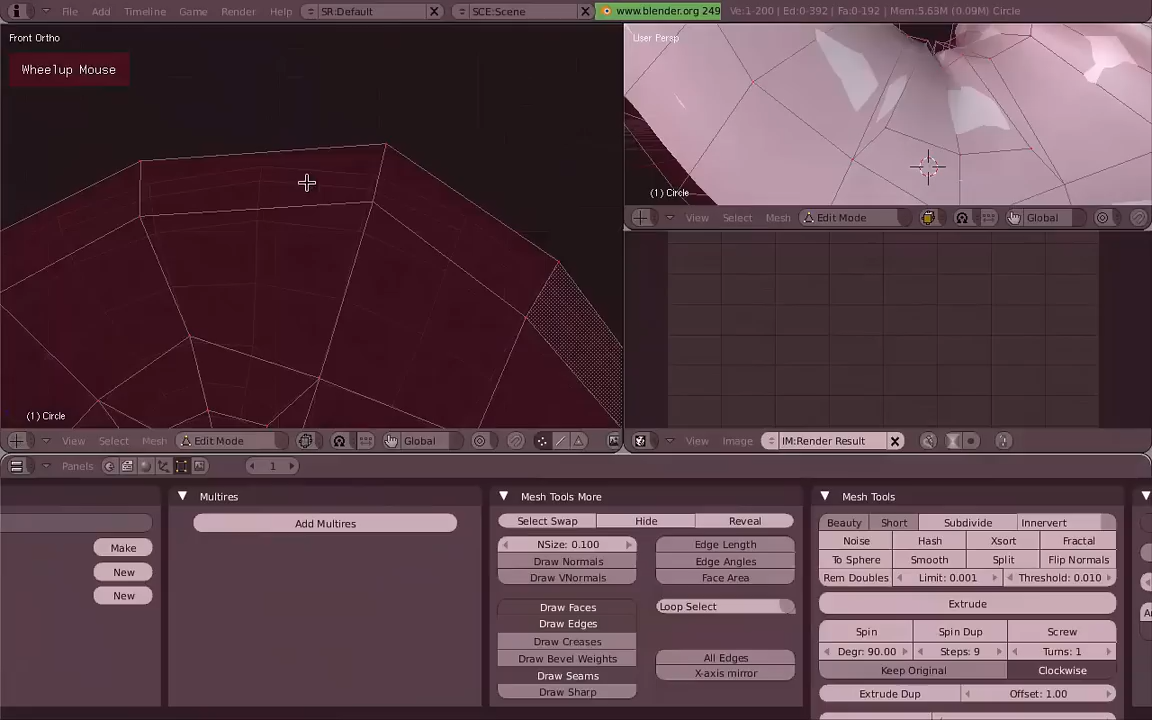 File Add Timeline Game Render Help SR:Default SCE:Scene www.blender.org 249 Ve:1-200 | Ed:0-392 | Fa:0-192 | Mem:5.63M (0.09M) Circle
Front Ortho
Wheelup Mouse
(1) Circle
View Select Mesh Edit Mode Global
User Persp
(1) Circle
View Select Mesh Edit Mode Global
View Image IM:Render Result
Panels 1
Make
New
New
Multires
Add Multires
Mesh Tools More
Select Swap Hide Reveal
NSize: 0.100 Edge Length
Draw Normals Edge Angles
Draw VNormals Face Area
Draw Faces Loop Select
Draw Edges
Draw Creases
Draw Bevel Weights All Edges
Draw Seams X-axis mirror
Draw Sharp
Mesh Tools
Beauty Short Subdivide Innervert
Noise Hash Xsort Fractal
To Sphere Smooth Split Flip Normals
Rem Doubles Limit: 0.001 Threshold: 0.010
Extrude
Spin Spin Dup Screw
Degr: 90.00 Steps: 9 Turns: 1
Keep Original Clockwise
Extrude Dup Offset: 1.00